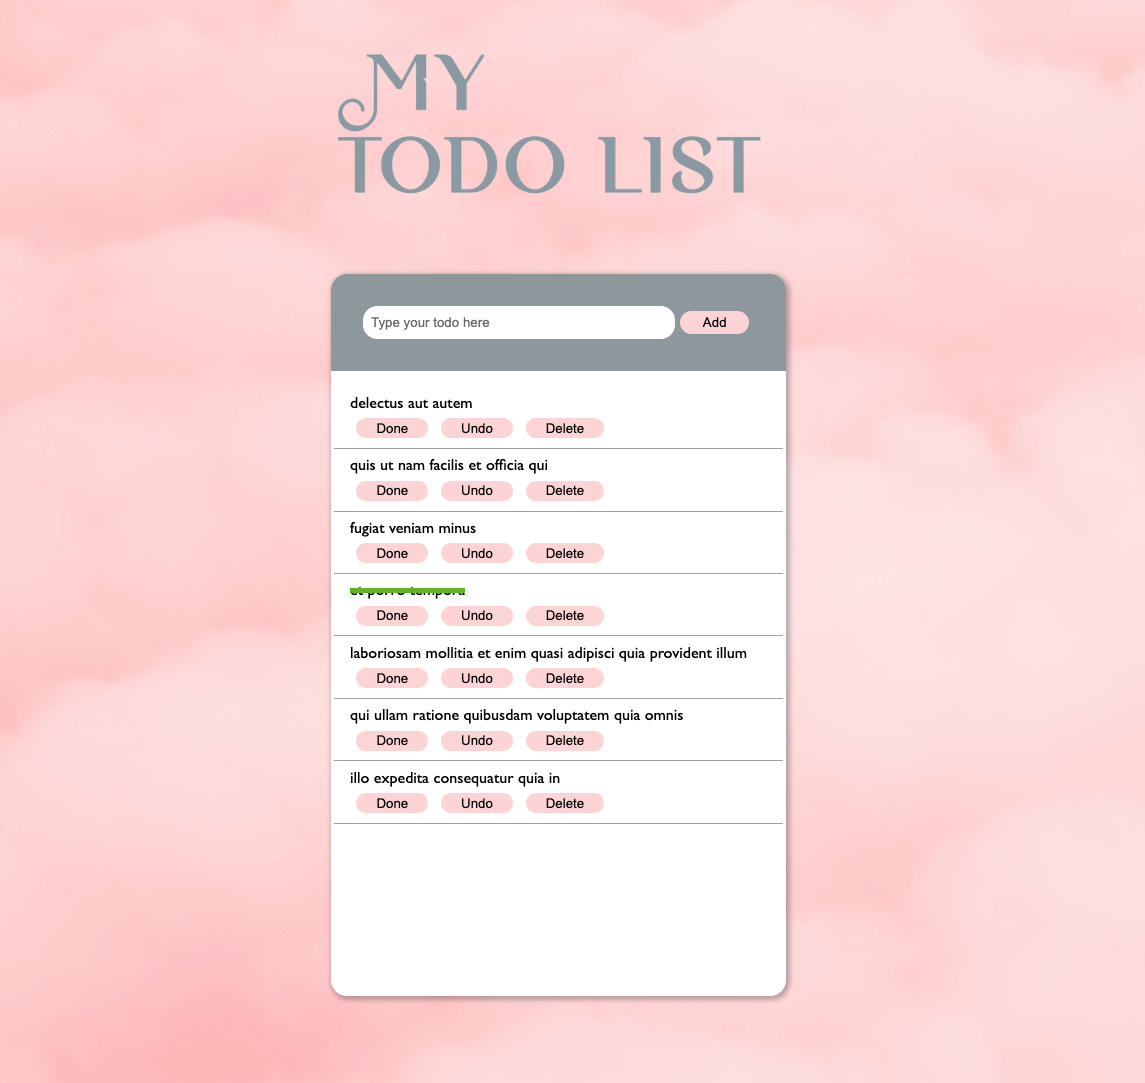 MY
TODO LIST
Type your todo here Add
delectus aut autem
Done Undo Delete
quis ut nam facilis et officia qui
Done Undo Delete
fugiat veniam minus
Done Undo Delete
et porro tempora
Done Undo Delete
laboriosam mollitia et enim quasi adipisci quia provident illum
Done Undo Delete
qui ullam ratione quibusdam voluptatem quia omnis
Done Undo Delete
illo expedita consequatur quia in
Done Undo Delete